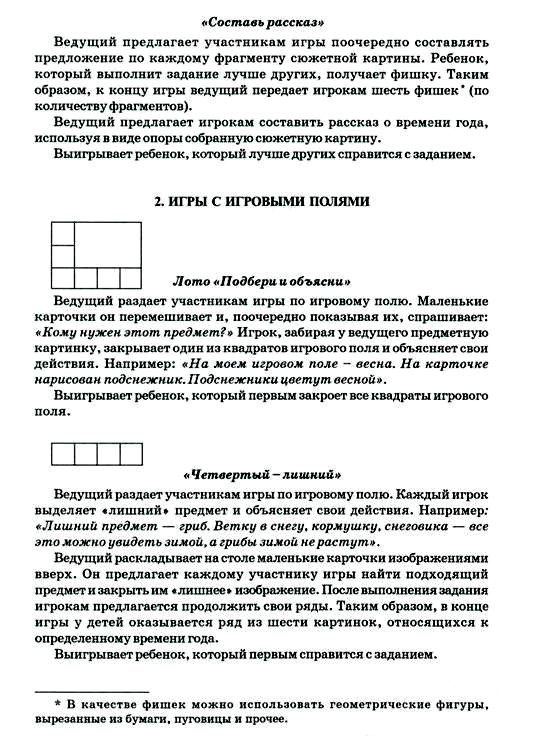 «Составь рассказ»
Ведущий предлагает участникам игры поочередно составлять
предложение по каждому фрагменту сюжетной картины. Ребенок,
который выполнит задание лучше других, получает фишку. Таким
образом, к концу игры ведущий передает игрокам шесть фишек* (по
количеству фрагментов).
Ведущий предлагает игрокам составить рассказ о времени года,
используя в виде опоры собранную сюжетную картину.
Выигрывает ребенок, который лучше других справится с заданием.
2. ИГРЫ С ИГРОВЫМИ ПОЛЯМИ
Лото «Подбери и объясни»
Ведущий раздает участникам игры по игровому полю. Маленькие
карточки он перемешивает и, поочередно показывая их, спрашивает:
«Кому нужен этот предмет?» Игрок, забирая у ведущего предметную
картинку, закрывает один из квадратов игрового поля и объясняет свои
действия. Например: «На моем игровом поле – весна. На карточке
нарисован подснежник. Подснежники цветут весной».
Выигрывает ребенок, который первым закроет все квадраты игрового
поля.
«Четвертый – лишний»
Ведущий раздает участникам игры по игровому полю. Каждый игрок
выделяет «лишний» предмет и объясняет свои действия. Например:
«Лишний предмет — гриб. Ветку в снегу, кормушку, снеговика — все
это можно увидеть зимой, а грибы зимой не растут».
Ведущий раскладывает на столе маленькие карточки изображениями
вверх. Он предлагает каждому участнику игры найти подходящий
предмет и закрыть им «лишнее» изображение. После выполнения задания
игрокам предлагается продолжить свои ряды. Таким образом, в конце
игры у детей оказывается ряд из шести картинок, относящихся к
определенному времени года.
Выигрывает ребенок, который первым справится с заданием.
* В качестве фишек можно использовать геометрические фигуры,
вырезанные из бумаги, пуговицы и прочее.